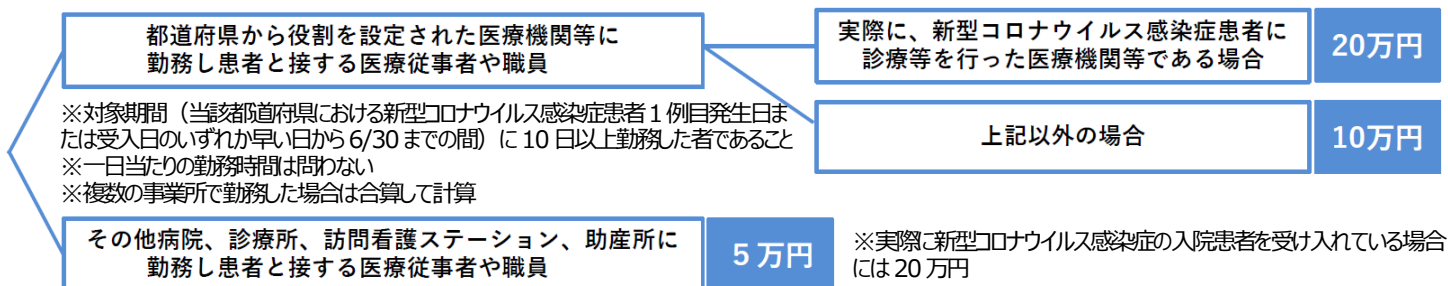 都道府県から役割を設定された医療機関等に
勤務し患者と接する医療従事者や職員
実際に、新型コロナウイルス感染症患者に
診療等を行った医療機関等である場合
20万円
※対象期間（当該都道府県における新型コロナウイルス感染症患者1例目発生日ま
たは受入日のいずれか早い日から6/30までの間）に10日以上勤務した者であること
※一日当たりの勤務時間は問わない
※複数の事業所で勤務した場合は合算して計算
上記以外の場合
10万円
その他病院、診療所、訪問看護ステーション、助産所に
勤務し患者と接する医療従事者や職員
5万円
※実際に新型コロナウイルス感染症の入院患者を受け入れている場合
には20万円